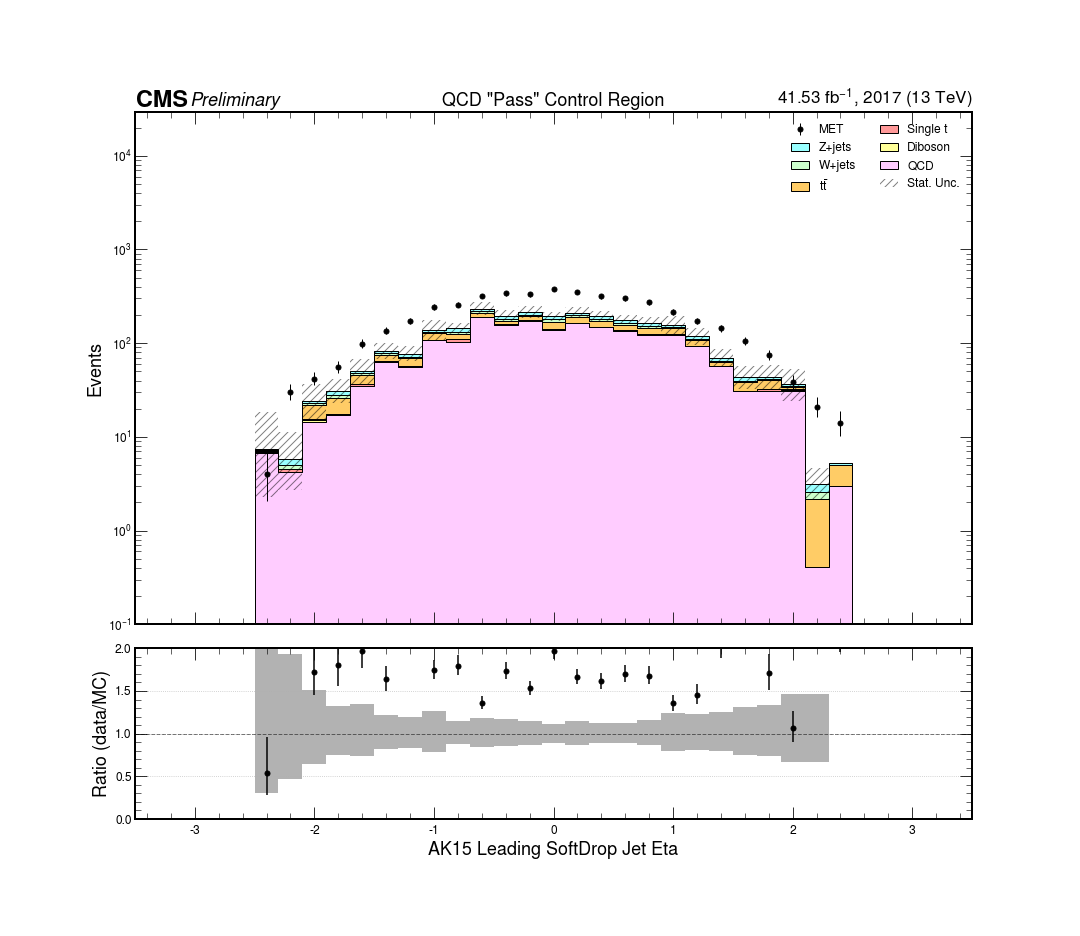 CMS Preliminary QCD "Pass" Control Region 41.53 fb⁻¹, 2017 (13 TeV)
MET
Z+jets
W+jets
tt̄
Single t
Diboson
QCD
Stat. Unc.
Events
10⁴
10³
10²
10¹
10⁰
10⁻¹
Ratio (data/MC)
2.0
1.5
1.0
0.5
0.0
-3 -2 -1 0 1 2 3
AK15 Leading SoftDrop Jet Eta